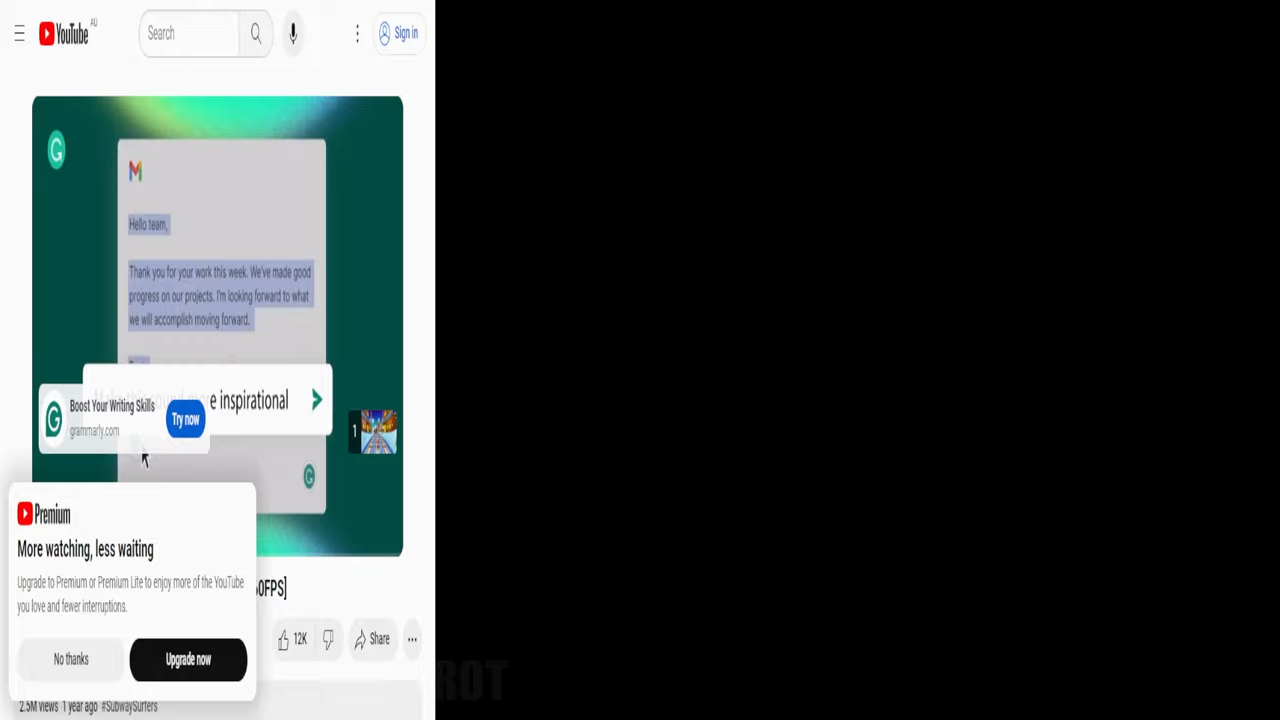 YouTube AU
Search
Sign in
Hello team,
Thank you for your work this week. We've made good
progress on our projects. I'm looking forward to what
we will accomplish moving forward.
e inspirational
Boost Your Writing Skills
grammarly.com
Try now
1
Premium
More watching, less waiting
Upgrade to Premium or Premium Lite to enjoy more of the YouTube
you love and fewer interruptions.
No thanks
Upgrade now
60FPS]
12K
Share
2.5M views 1 year ago #SubwaySurfers
ROT